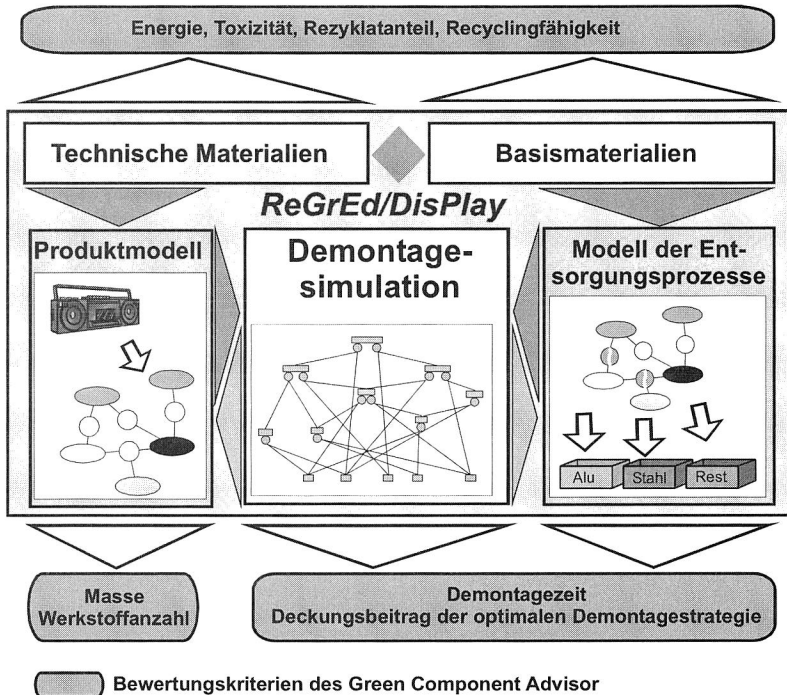 Energie, Toxizität, Rezyklatanteil, Recyclingfähigkeit
Technische Materialien
Basismaterialien
ReGrEd/DisPlay
Produktmodell
Demontage-
simulation
Modell der Ent-
sorgungsprozesse
Alu
Stahl
Rest
Masse
Werkstoffanzahl
Demontagezeit
Deckungsbeitrag der optimalen Demontagestrategie
Bewertungskriterien des Green Component Advisor